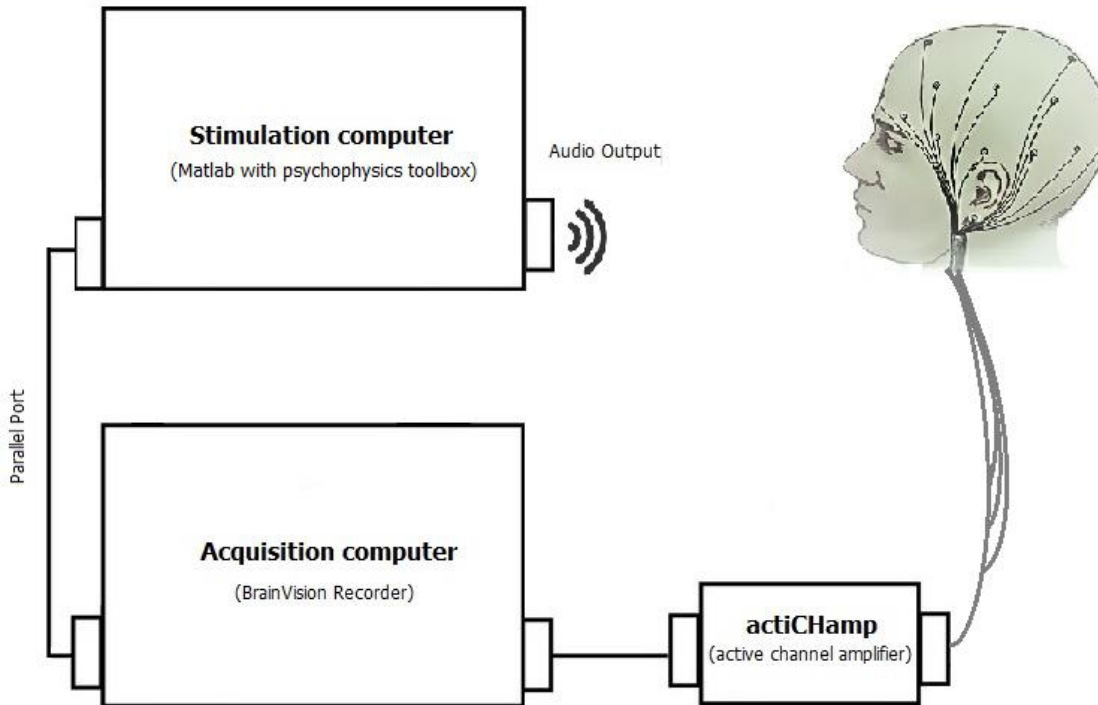 Stimulation computer
(Matlab with psychophysics toolbox)
Audio Output
Parallel Port
Acquisition computer
(BrainVision Recorder)
actiCHamp
(active channel amplifier)